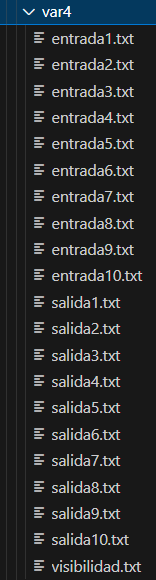 var4
entrada1.txt
entrada2.txt
entrada3.txt
entrada4.txt
entrada5.txt
entrada6.txt
entrada7.txt
entrada8.txt
entrada9.txt
entrada10.txt
salida1.txt
salida2.txt
salida3.txt
salida4.txt
salida5.txt
salida6.txt
salida7.txt
salida8.txt
salida9.txt
salida10.txt
visibilidad.txt